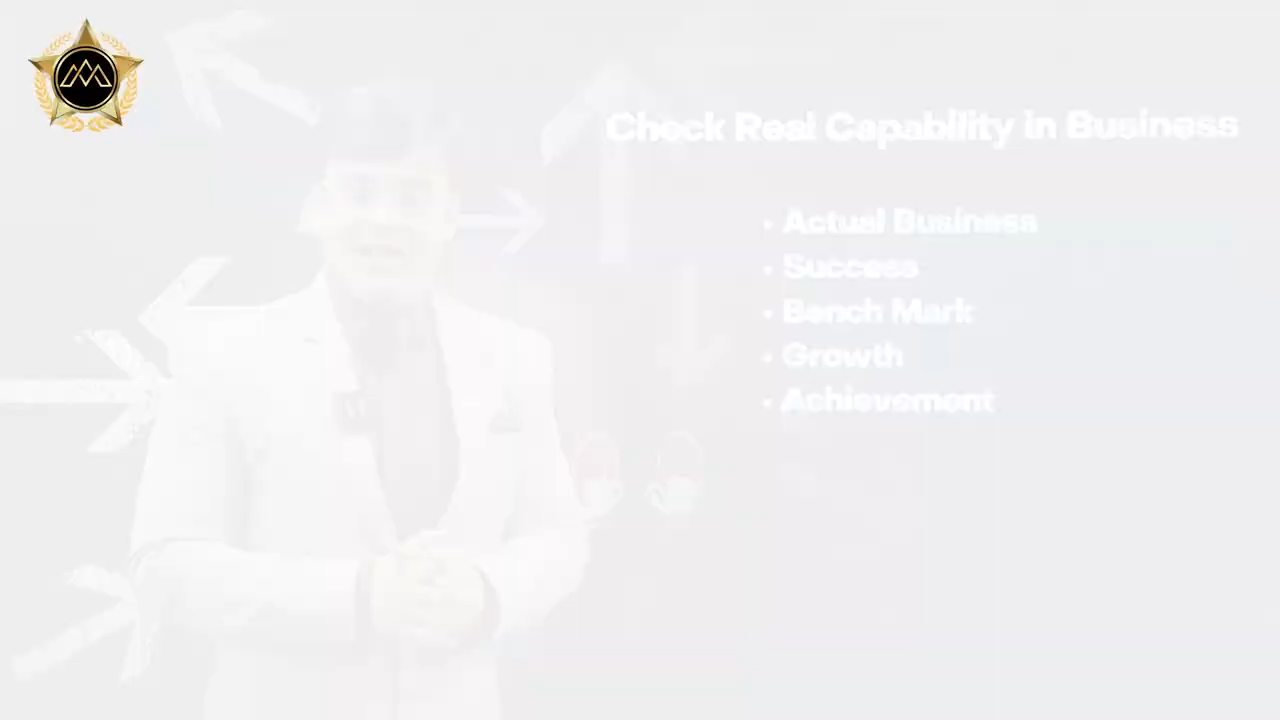 Check Real Capability in Business
• Actual Business
• Success
• Bench Mark
• Growth
• Achievement